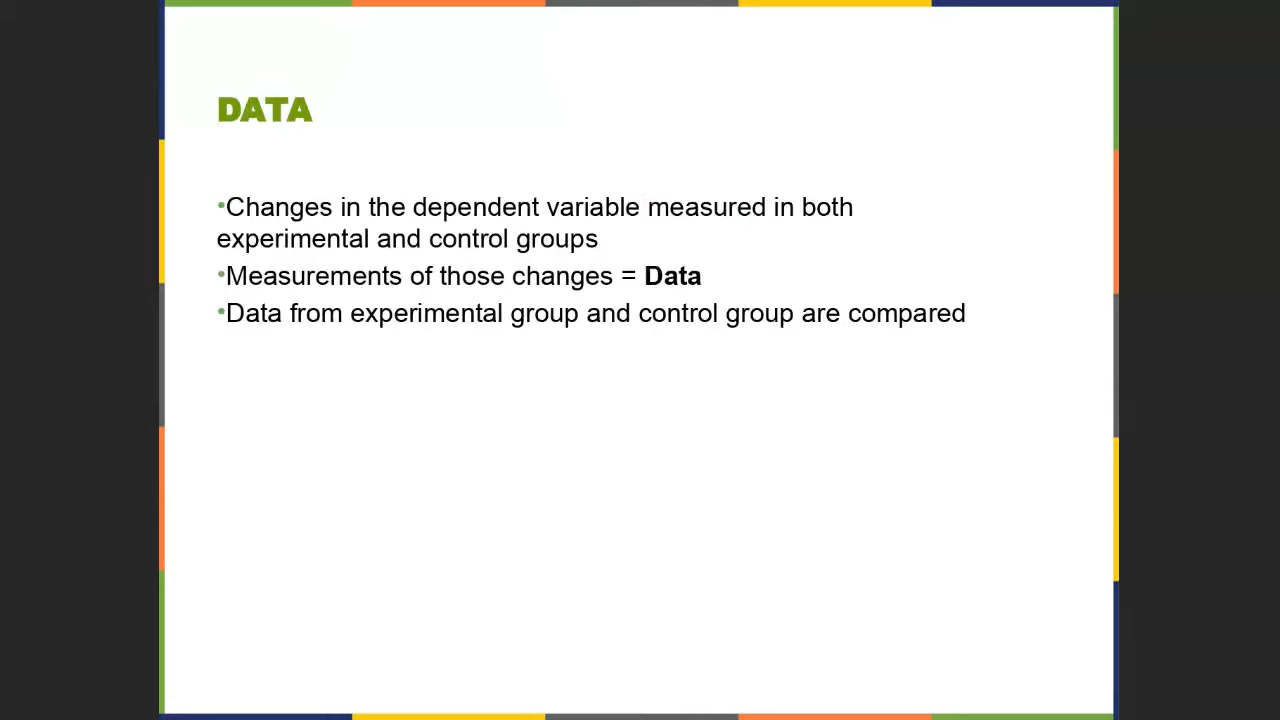 DATA
•Changes in the dependent variable measured in both
experimental and control groups
•Measurements of those changes = Data
•Data from experimental group and control group are compared